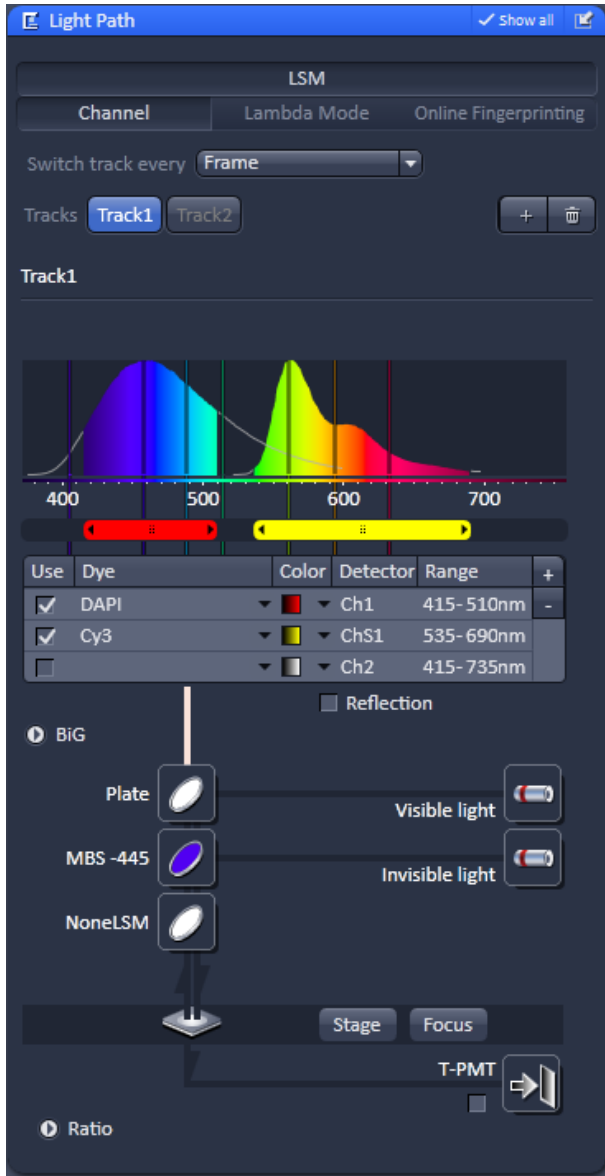 Light Path Show all
LSM
Channel Lambda Mode Online Fingerprinting
Switch track every Frame
Tracks Track1 Track2 +
Track1
400 500 600 700
Use Dye Color Detector Range +
DAPI Ch1 415-510nm -
Cy3 ChS1 535-690nm
Ch2 415-735nm
Reflection
BiG
Plate Visible light
MBS -445 Invisible light
NoneLSM
Stage Focus
T-PMT
Ratio